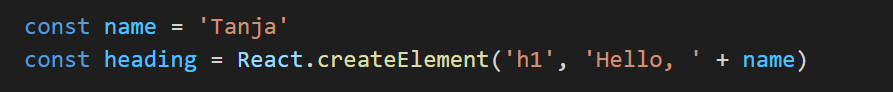 const name = 'Tanja'
const heading = React.createElement('h1', 'Hello, ' + name)